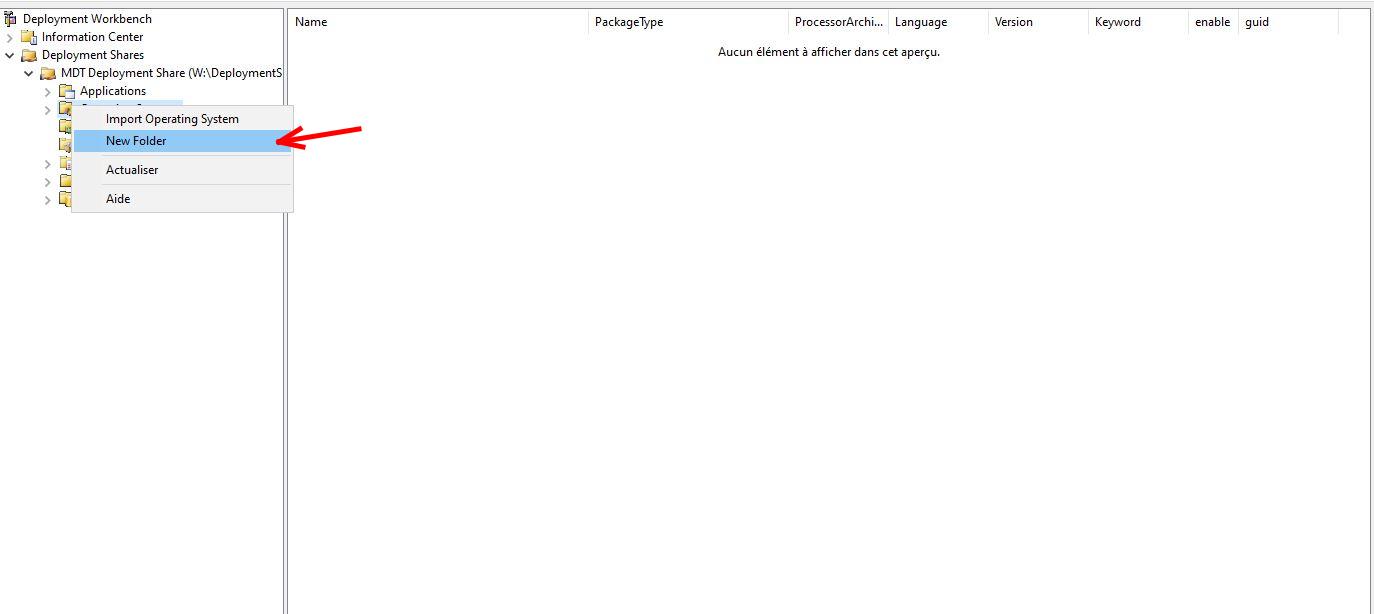 Deployment Workbench
Information Center
Deployment Shares
MDT Deployment Share (W:\DeploymentS
Applications
Import Operating System
New Folder
Actualiser
Aide
Name PackageType ProcessorArchi... Language Version Keyword enable guid
Aucun élément à afficher dans cet aperçu.